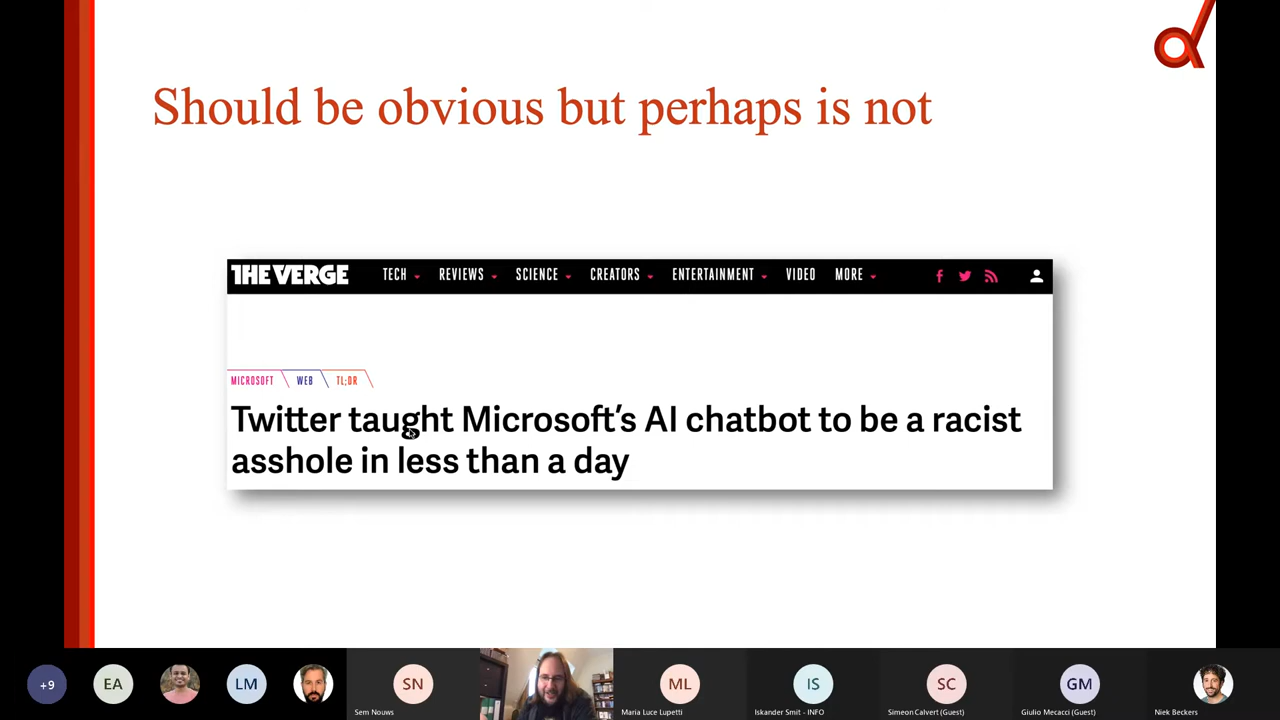 Should be obvious but perhaps is not
THE VERGE TECH REVIEWS SCIENCE CREATORS ENTERTAINMENT VIDEO MORE
MICROSOFT WEB TL;DR
Twitter taught Microsoft's AI chatbot to be a racist
asshole in less than a day
+9 EA LM SN ML IS SC GM
Sem Nouws Maria Luce Lupetti Iskander Smit - INFO Simeon Calvert (Guest) Giulio Mecacci (Guest) Niek Beckers